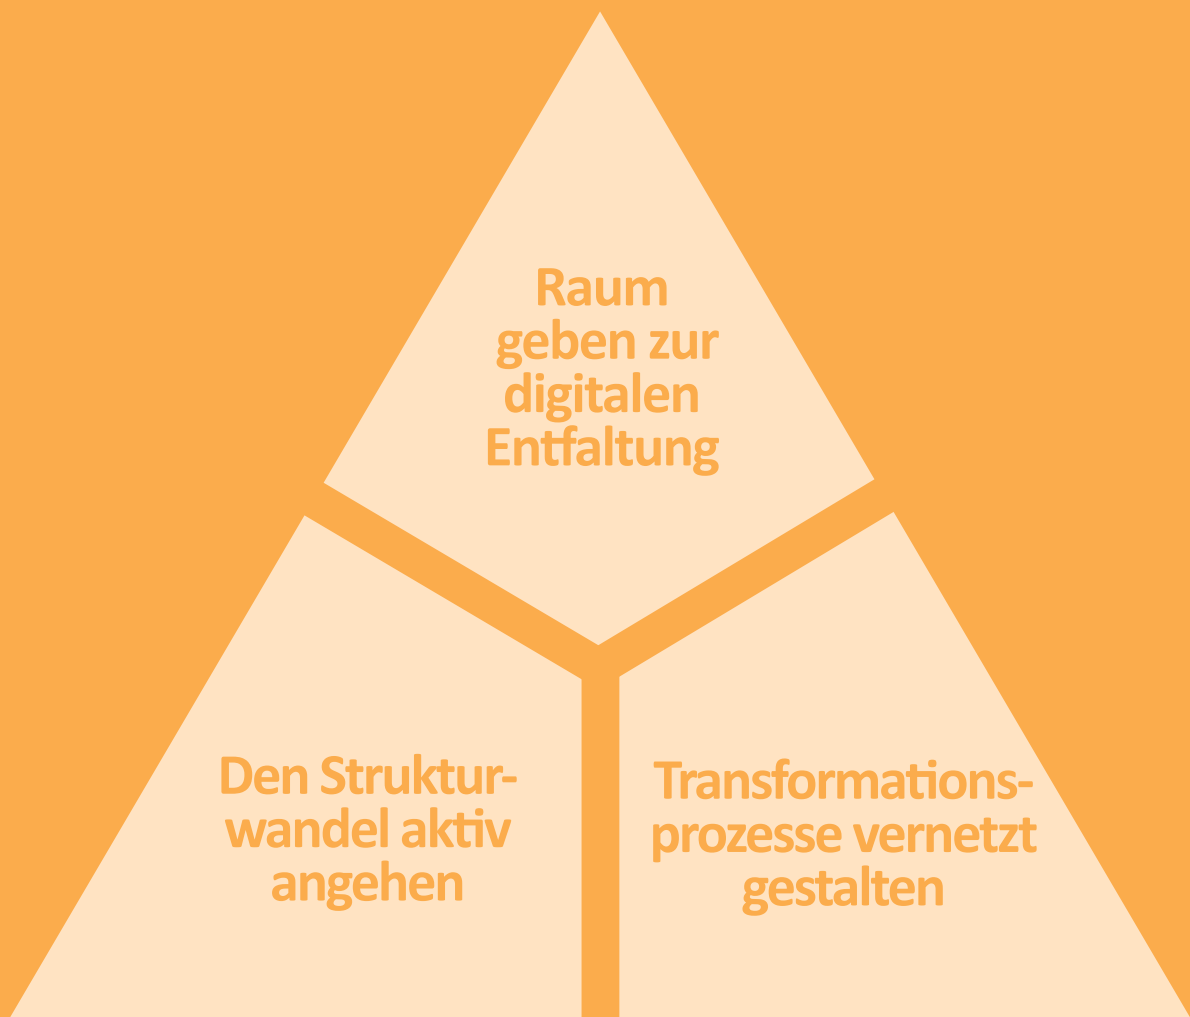 Raum
geben zur
digitalen
Entfaltung
Den Struktur-
wandel aktiv
angehen
Transformations-
prozesse vernetzt
gestalten